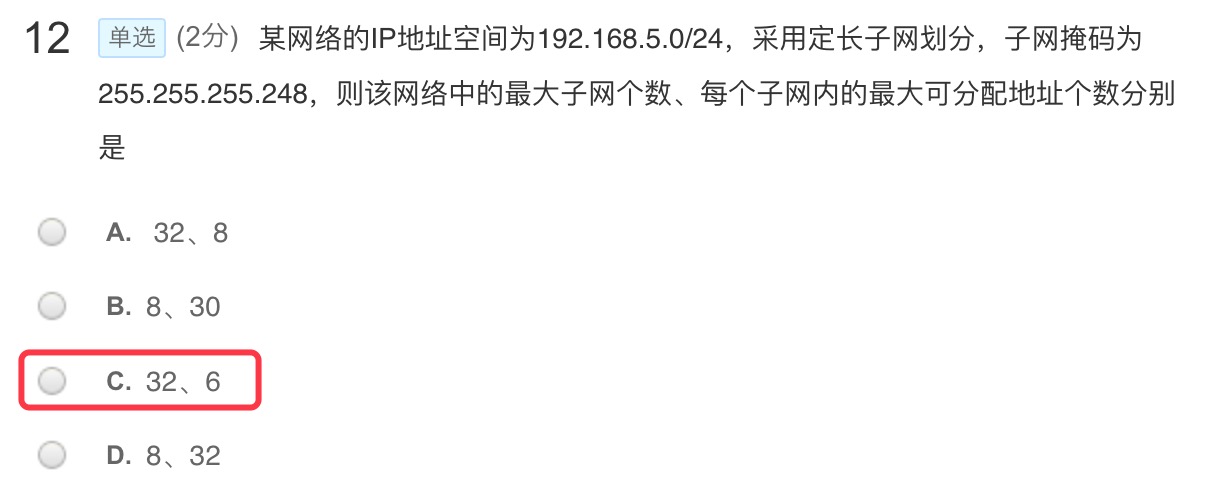 12 单选 (2分) 某网络的IP地址空间为192.168.5.0/24，采用定长子网划分，子网掩码为
255.255.255.248，则该网络中的最大子网个数、每个子网内的最大可分配地址个数分别
是
A. 32、8
B. 8、30
C. 32、6
D. 8、32